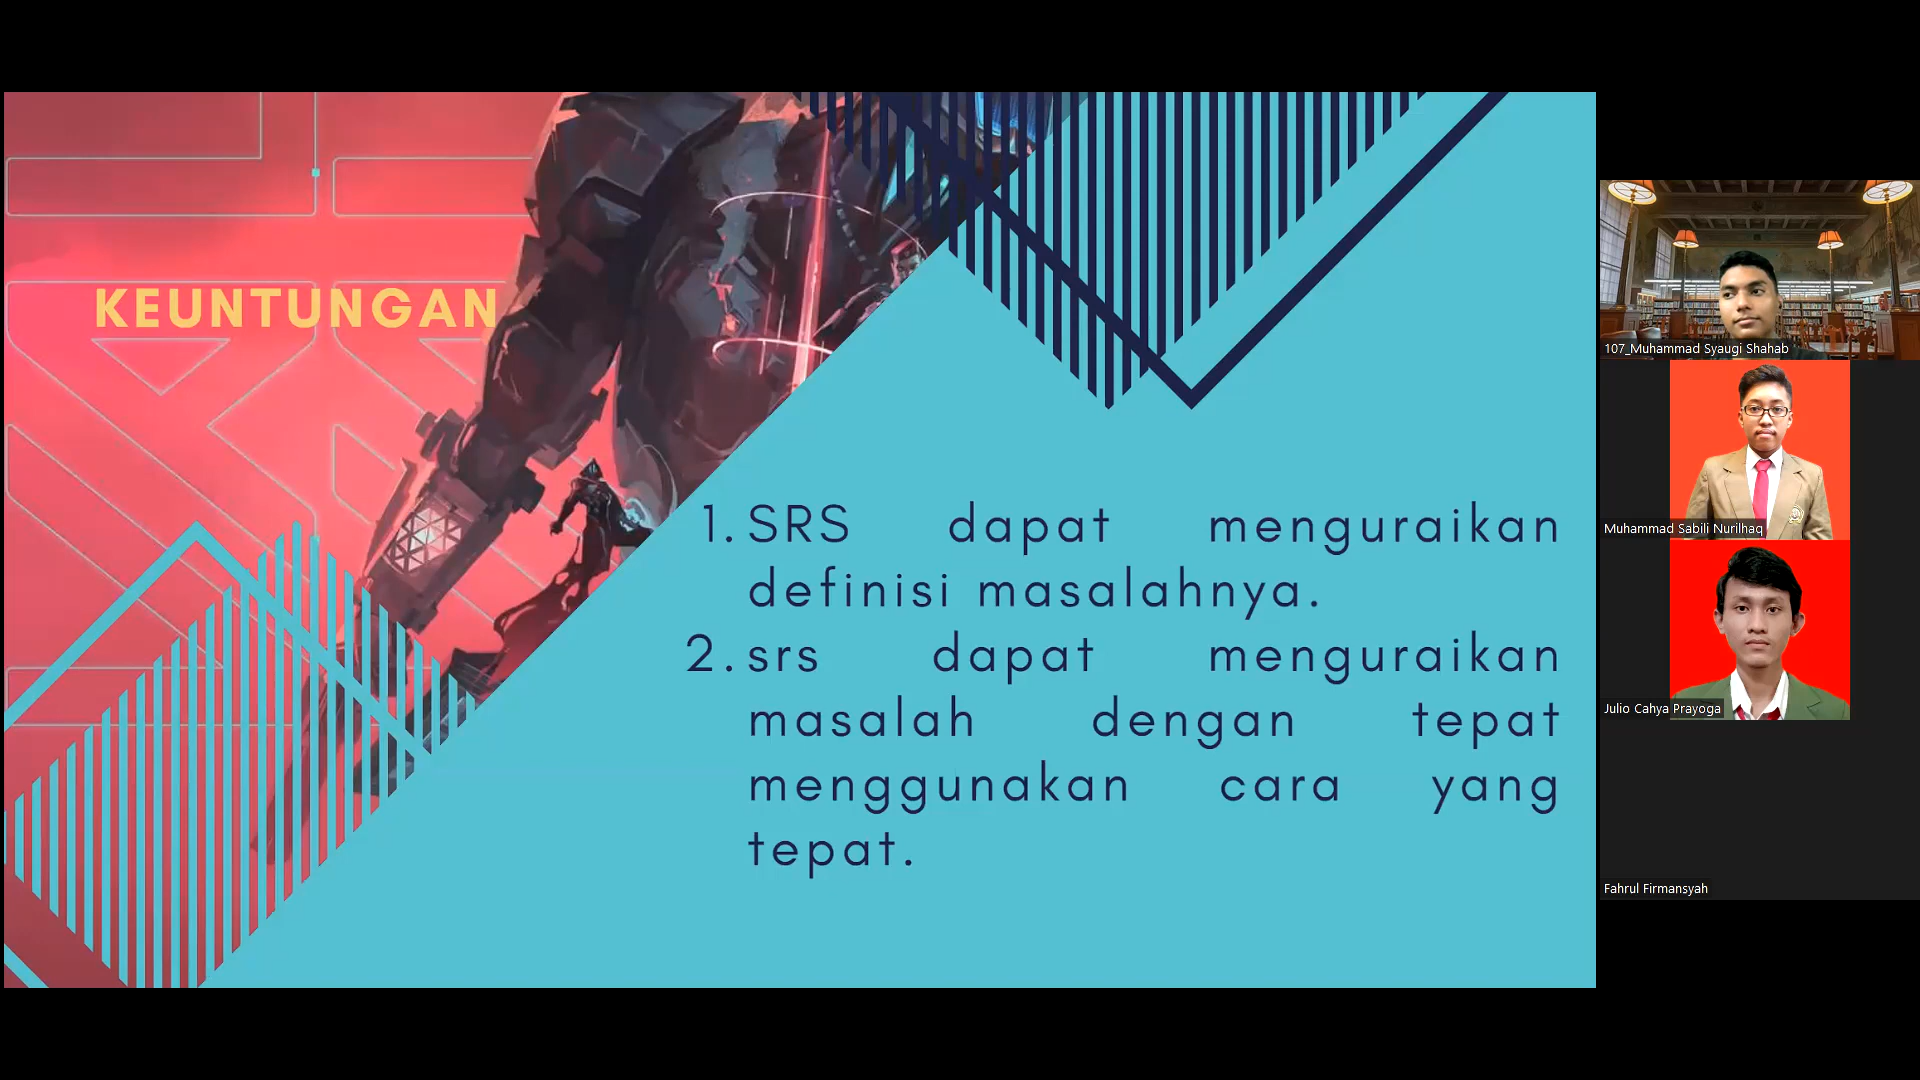 KEUNTUNGAN
1. SRS dapat menguraikan
definisi masalahnya.
2. srs dapat menguraikan
masalah dengan tepat
menggunakan cara yang
tepat.
107_Muhammad Syaugi Shahab
Muhammad Sabili Nurilhaq
Julio Cahya Prayoga
Fahrul Firmansyah